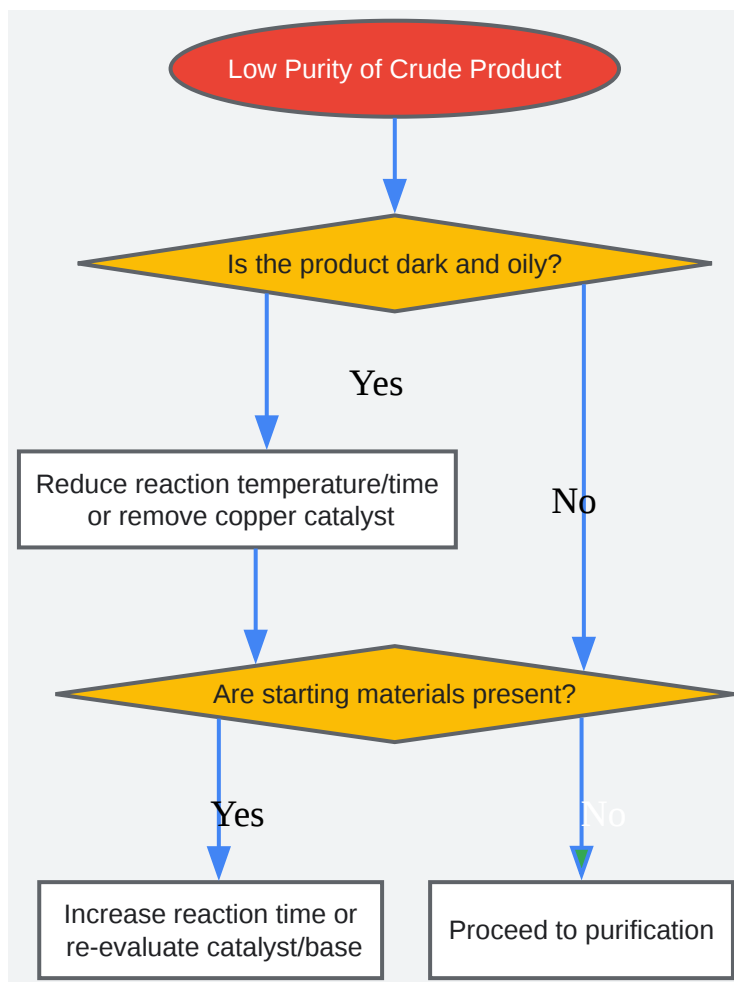 Low Purity of Crude Product
Is the product dark and oily?
Yes
Reduce reaction temperature/time
or remove copper catalyst
No
Are starting materials present?
Yes
No
Increase reaction time or
re-evaluate catalyst/base
Proceed to purification